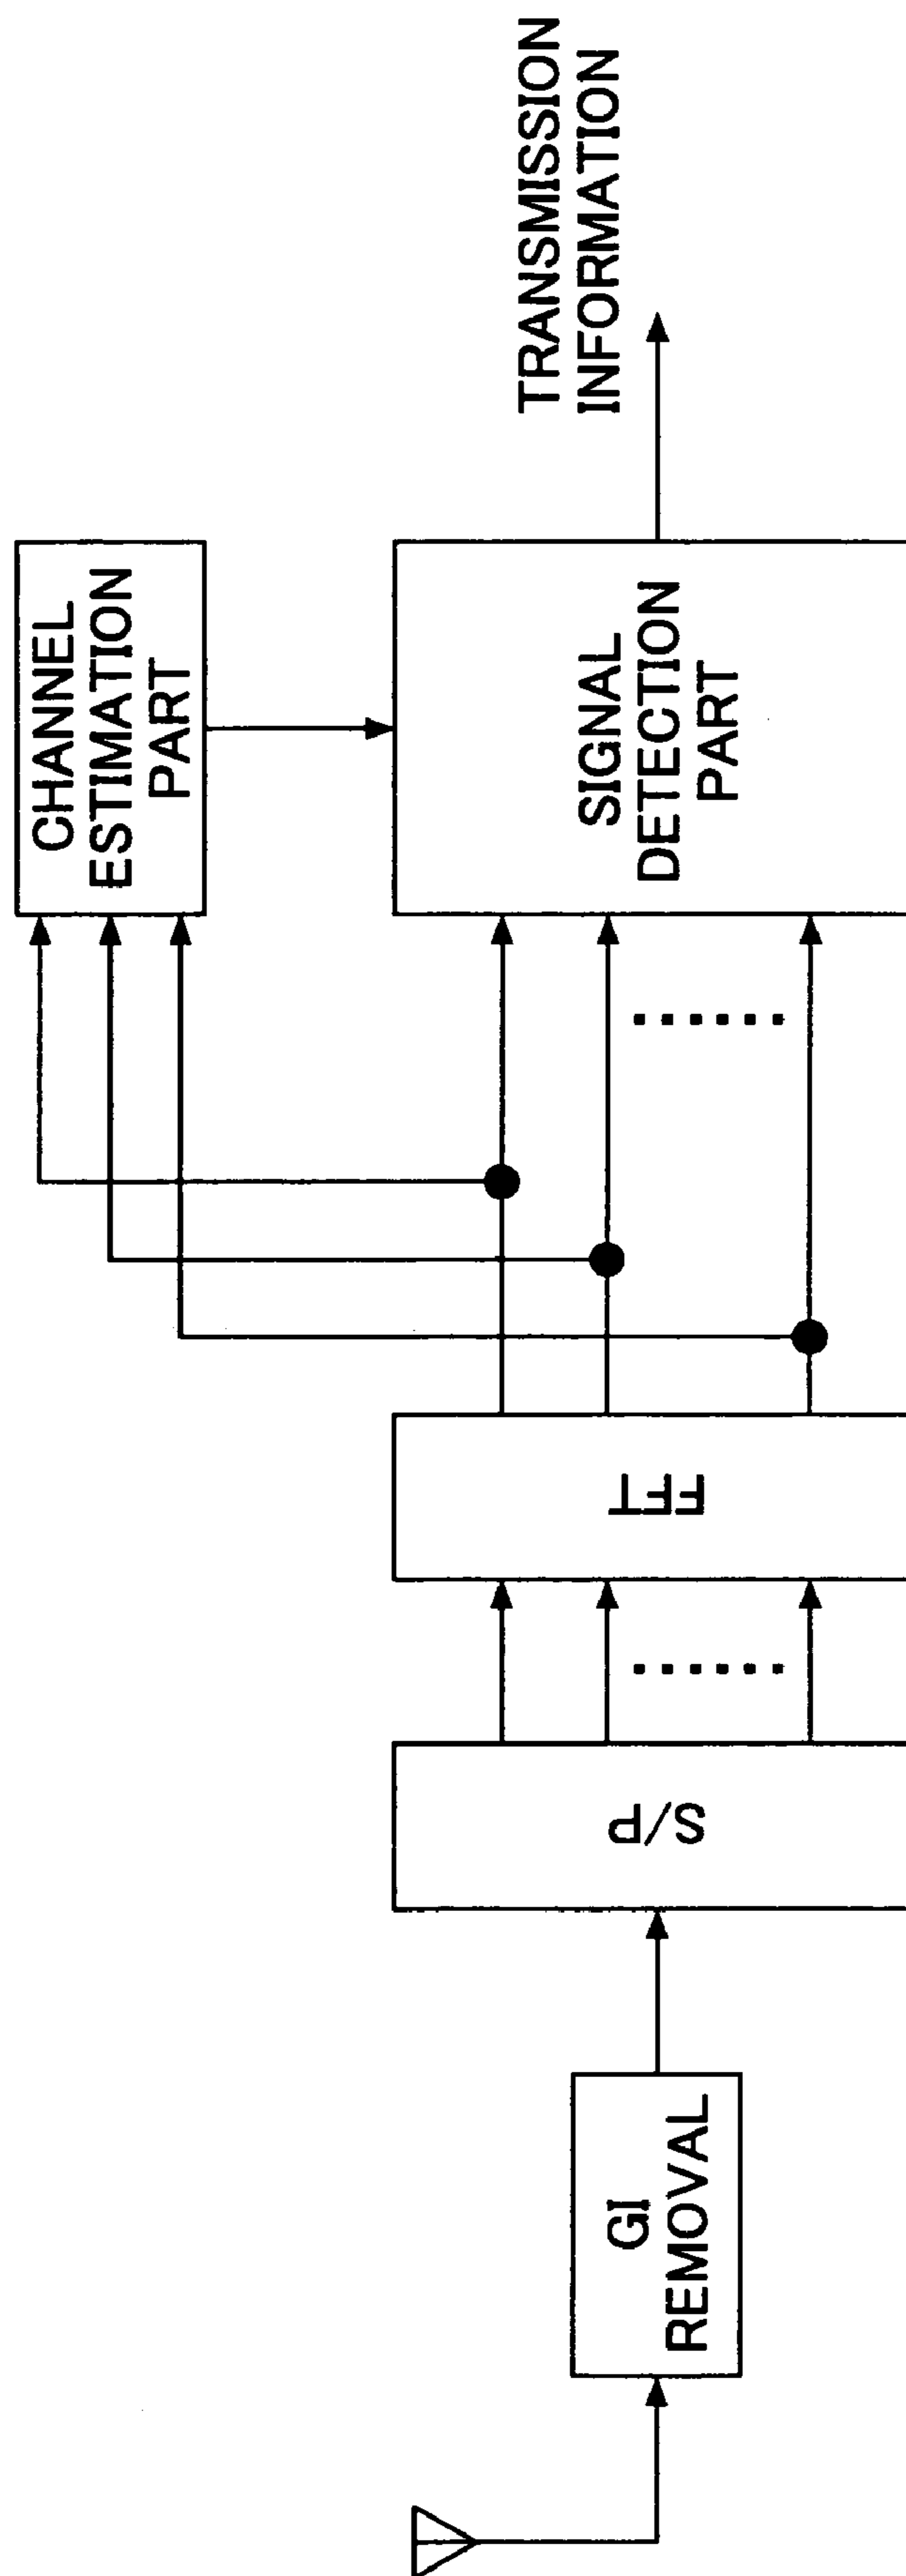 GI
REMOVAL
S/P
FFT
CHANNEL
ESTIMATION
PART
SIGNAL
DETECTION
PART
TRANSMISSION
INFORMATION